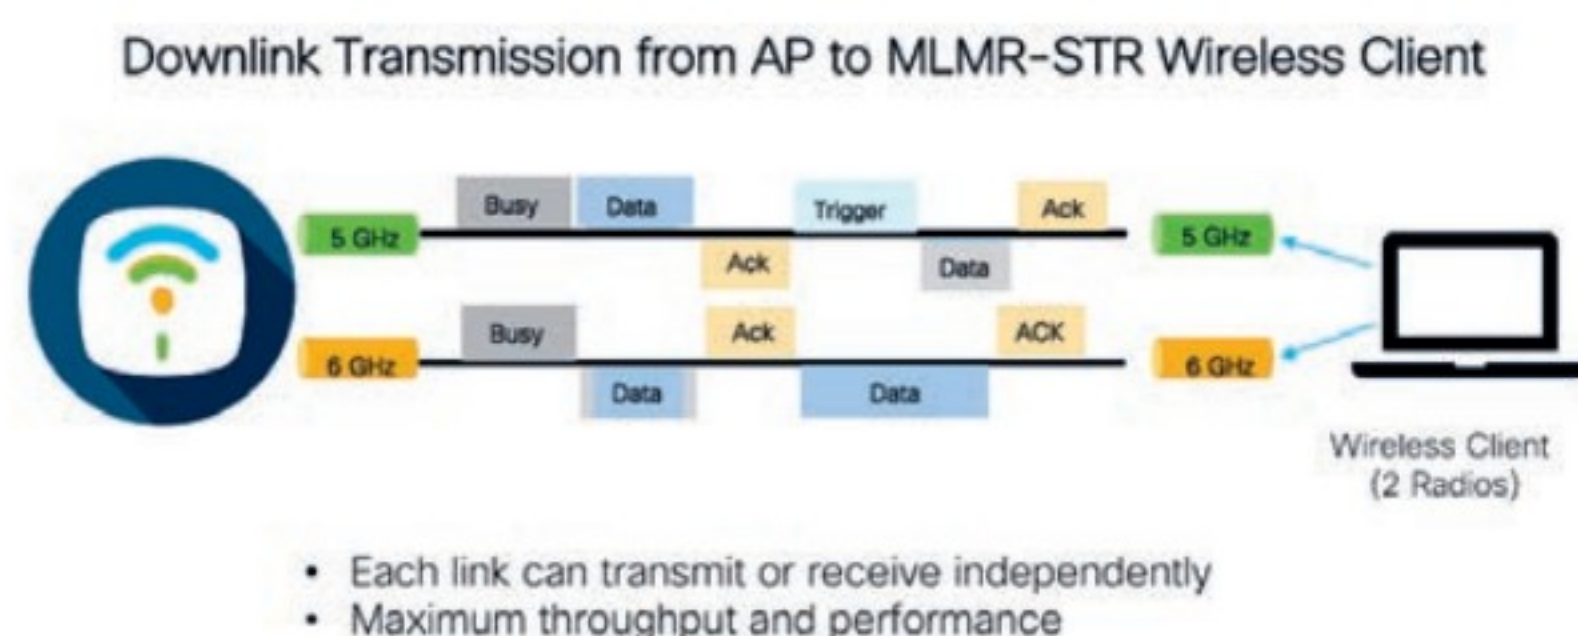 Downlink Transmission from AP to MLMR-STR Wireless Client
Busy
Data
Trigger
Ack
5 GHz
5 GHz
Ack
Data
Busy
Ack
ACK
6 GHz
6 GHz
Data
Data
Wireless Client
(2 Radios)
• Each link can transmit or receive independently
• Maximum throughput and performance